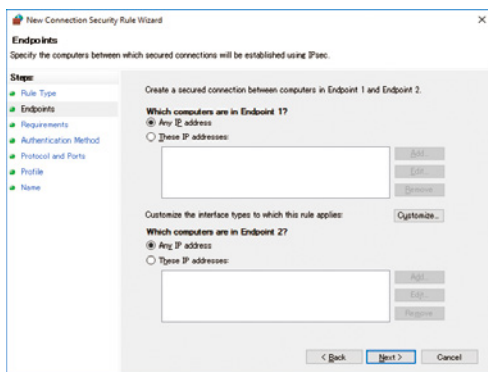 New Connection Security Rule Wizard
Endpoints
Specify the computers between which secured connections will be established using IPsec.
Steps:
Rule Type
Endpoints
Requirements
Authentication Method
Protocol and Ports
Profile
Name
Create a secured connection between computers in Endpoint 1 and Endpoint 2.
Which computers are in Endpoint 1?
Any IP address
These IP addresses:
Add...
Edit...
Remove
Customize the interface types to which this rule applies:
Customize...
Which computers are in Endpoint 2?
Any IP address
These IP addresses:
Add...
Edit...
Remove
< Back
Next >
Cancel